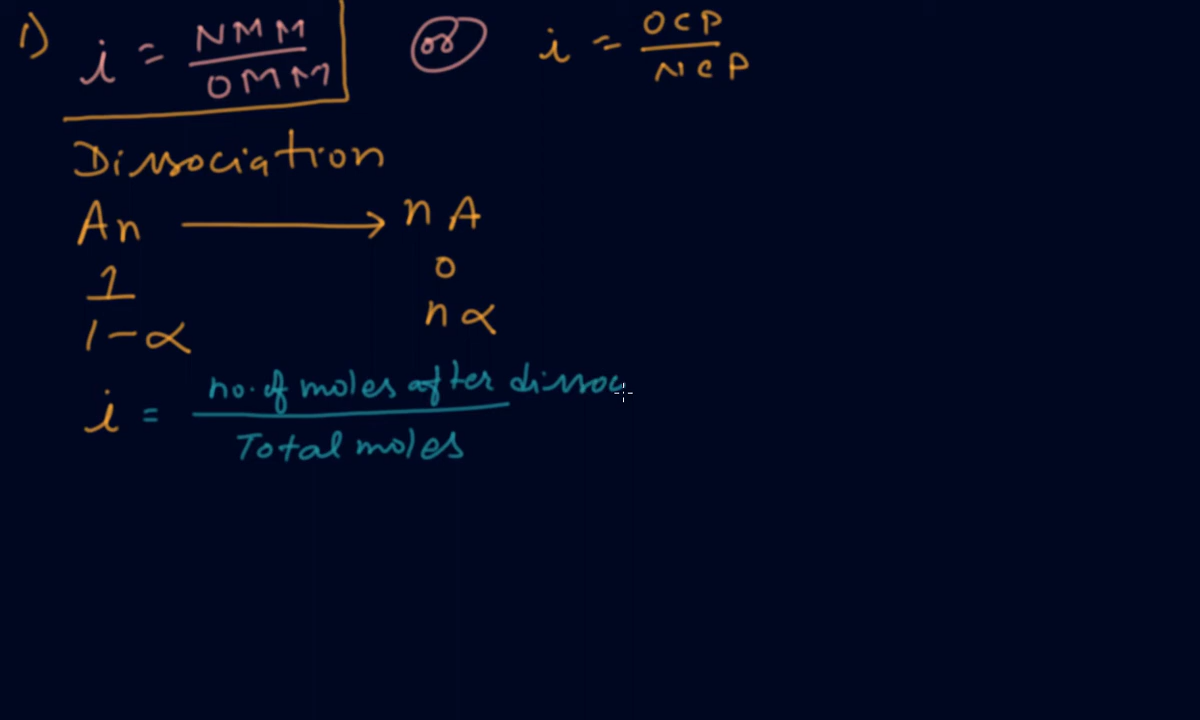 1) i = NMM / OMM or i = OCP / NCP
Dissociation
An ⟶ nA
1 0
1-α nα
i = no. of moles after dissoc / Total moles